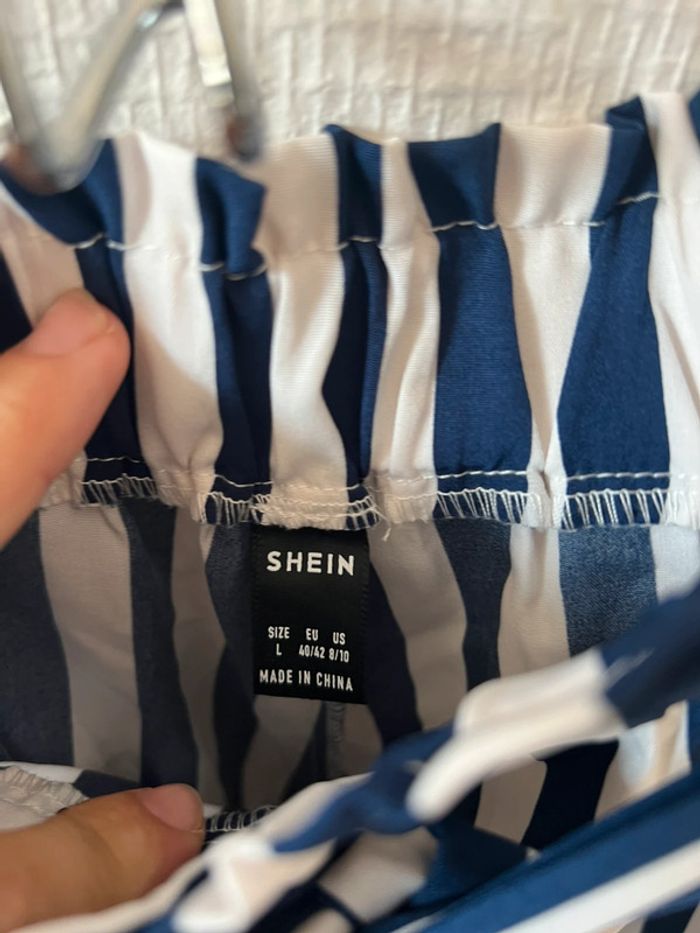 SHEIN
SIZE EU US
L 40/42 8/10
MADE IN CHINA